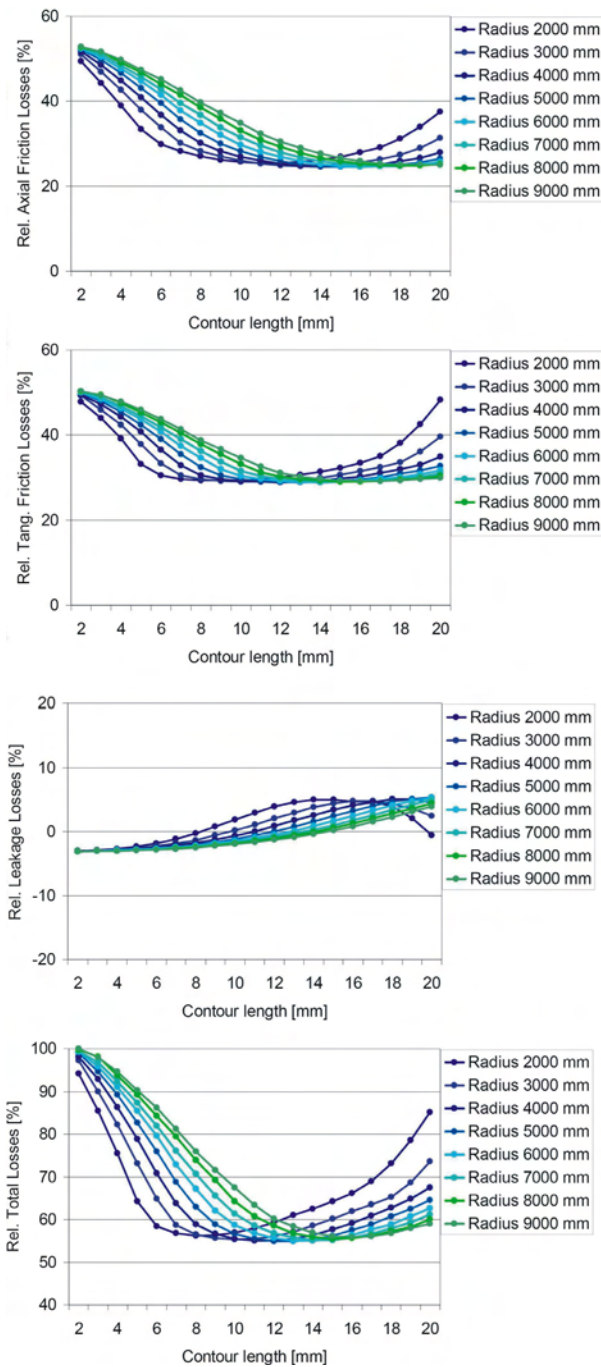 Rel. Axial Friction Losses [%]
60
40
20
0
2 4 6 8 10 12 14 16 18 20
Contour length [mm]
Radius 2000 mm
Radius 3000 mm
Radius 4000 mm
Radius 5000 mm
Radius 6000 mm
Radius 7000 mm
Radius 8000 mm
Radius 9000 mm
Rel. Tang. Friction Losses [%]
60
40
20
0
2 4 6 8 10 12 14 16 18 20
Contour length [mm]
Radius 2000 mm
Radius 3000 mm
Radius 4000 mm
Radius 5000 mm
Radius 6000 mm
Radius 7000 mm
Radius 8000 mm
Radius 9000 mm
Rel. Leakage Losses [%]
20
10
0
-10
-20
2 4 6 8 10 12 14 16 18 20
Contour length [mm]
Radius 2000 mm
Radius 3000 mm
Radius 4000 mm
Radius 5000 mm
Radius 6000 mm
Radius 7000 mm
Radius 8000 mm
Radius 9000 mm
Rel. Total Losses [%]
100
90
80
70
60
50
40
2 4 6 8 10 12 14 16 18 20
Contour length [mm]
Radius 2000 mm
Radius 3000 mm
Radius 4000 mm
Radius 5000 mm
Radius 6000 mm
Radius 7000 mm
Radius 8000 mm
Radius 9000 mm